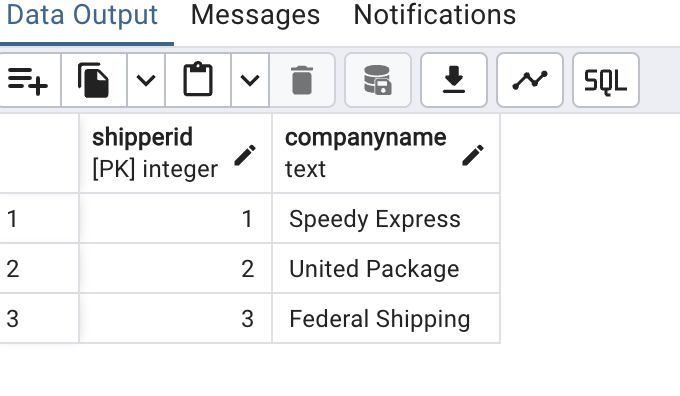 Data Output Messages Notifications
SQL
shipperid companyname
[PK] integer text
1 1 Speedy Express
2 2 United Package
3 3 Federal Shipping